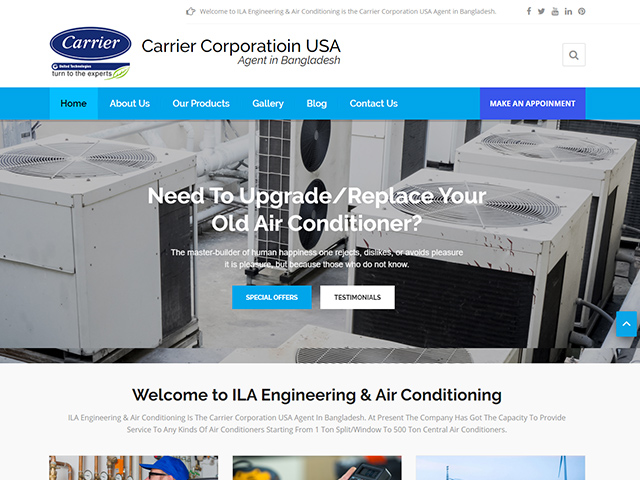 Welcome to ILA Engineering & Air Conditioning is the Carrier Corporation USA Agent in Bangladesh.
Carrier
United Technologies
turn to the experts
Carrier Corporatioin USA
Agent in Bangladesh
Home About Us Our Products Gallery Blog Contact Us MAKE AN APPOINMENT
Need To Upgrade/Replace Your
Old Air Conditioner?
The master-builder of human happiness one rejects, dislikes, or avoids pleasure
it is pleasure, but because those who do not know.
SPECIAL OFFERS TESTIMONIALS
Welcome to ILA Engineering & Air Conditioning
ILA Engineering & Air Conditioning Is The Carrier Corporation USA Agent In Bangladesh. At Present The Company Has Got The Capacity To Provide
Service To Any Kinds Of Air Conditioners Starting From 1 Ton Split/Window To 500 Ton Central Air Conditioners.